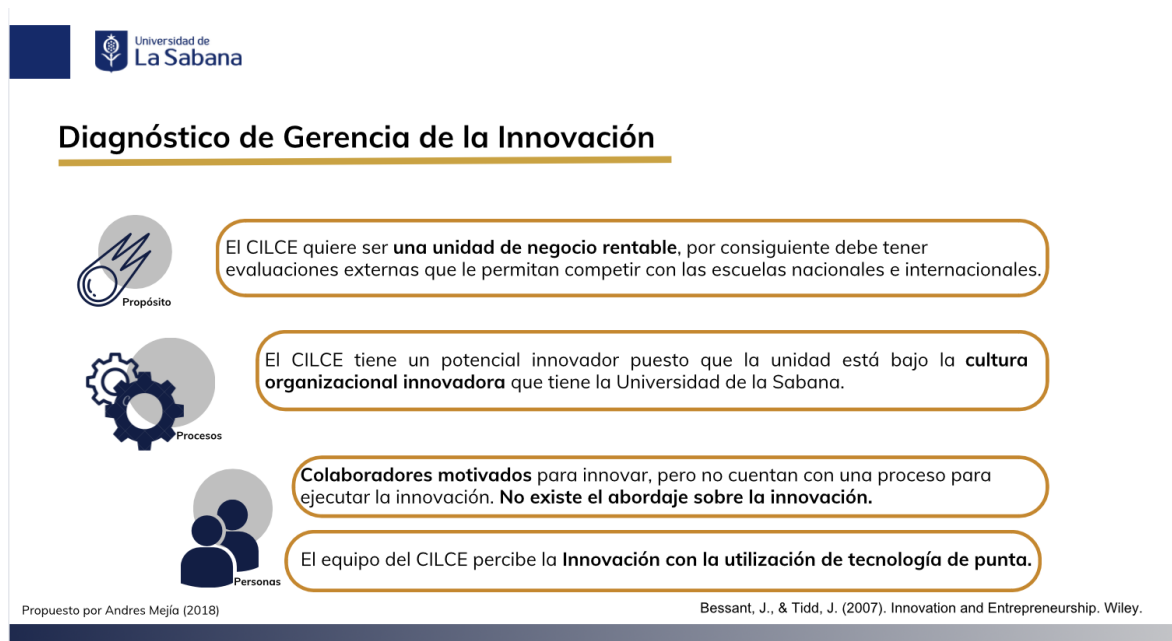 Universidad de
La Sabana
Diagnóstico de Gerencia de la Innovación
El CILCE quiere ser una unidad de negocio rentable, por consiguiente debe tener
evaluaciones externas que le permitan competir con las escuelas nacionales e internacionales.
Propósito
El CILCE tiene un potencial innovador puesto que la unidad está bajo la cultura
organizacional innovadora que tiene la Universidad de la Sabana.
Procesos
Colaboradores motivados para innovar, pero no cuentan con una proceso para
ejecutar la innovación. No existe el abordaje sobre la innovación.
El equipo del CILCE percibe la Innovación con la utilización de tecnología de punta.
Personas
Propuesto por Andres Mejía (2018)
Bessant, J., & Tidd, J. (2007). Innovation and Entrepreneurship. Wiley.